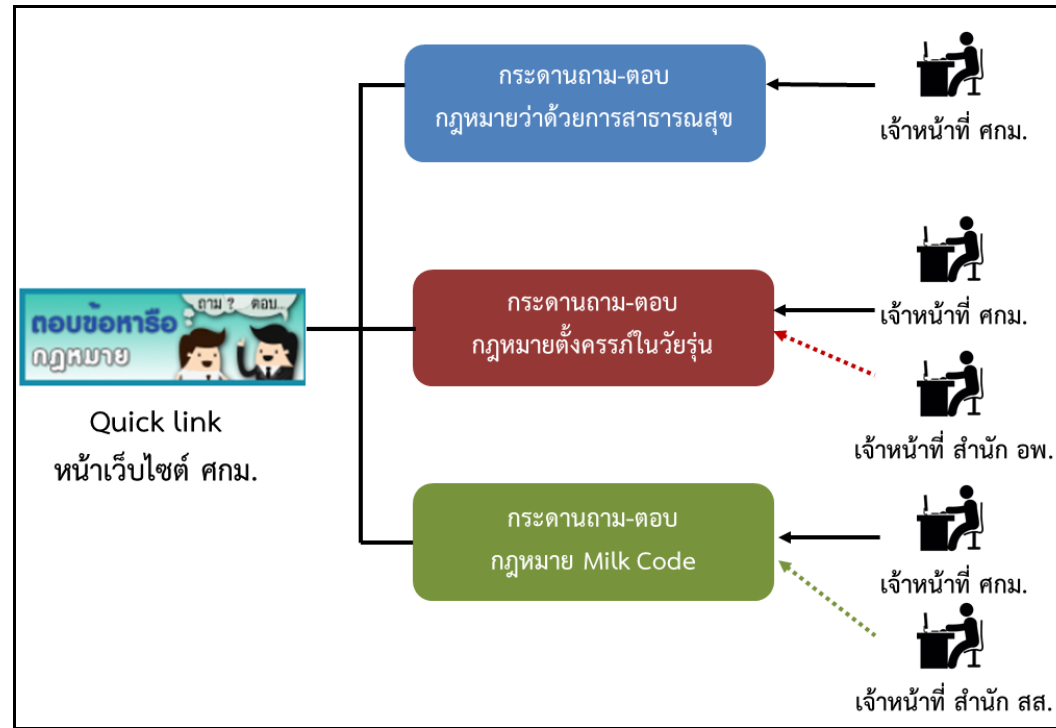 กระดานถาม-ตอบ
กฎหมายว่าด้วยการสาธารณสุข
เจ้าหน้าที่ ศกม.
กระดานถาม-ตอบ
กฎหมายตั้งครรภ์ในวัยรุ่น
เจ้าหน้าที่ ศกม.
เจ้าหน้าที่ สำนัก อพ.
ถาม ? ตอบ...
ตอบข้อหารือ
กฎหมาย
Quick link
หน้าเว็บไซต์ ศกม.
กระดานถาม-ตอบ
กฎหมาย Milk Code
เจ้าหน้าที่ ศกม.
เจ้าหน้าที่ สำนัก สส.